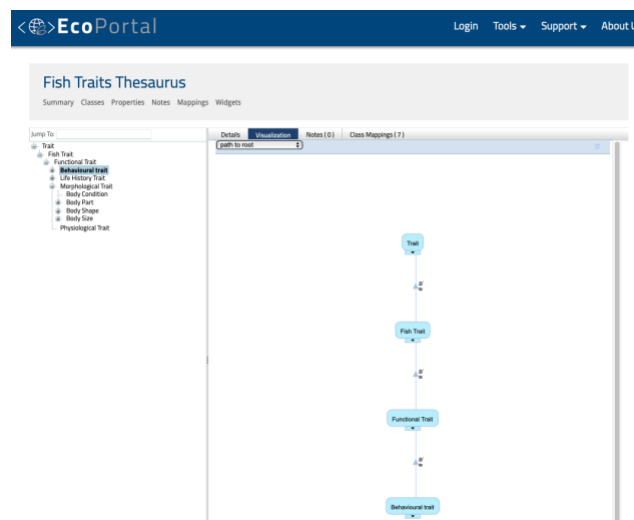 <>EcoPortal
Login Tools Support About U
Fish Traits Thesaurus
Summary Classes Properties Notes Mappings Widgets
Jump To:
Details Visualization Notes (0) Class Mappings (7)
path to root
Trait
Fish Trait
Functional Trait
Behavioural trait
Life History Trait
Morphological Trait
Body Condition
Body Part
Body Shape
Body Size
Physiological Trait
Trait
Fish Trait
Functional Trait
Behavioural trait